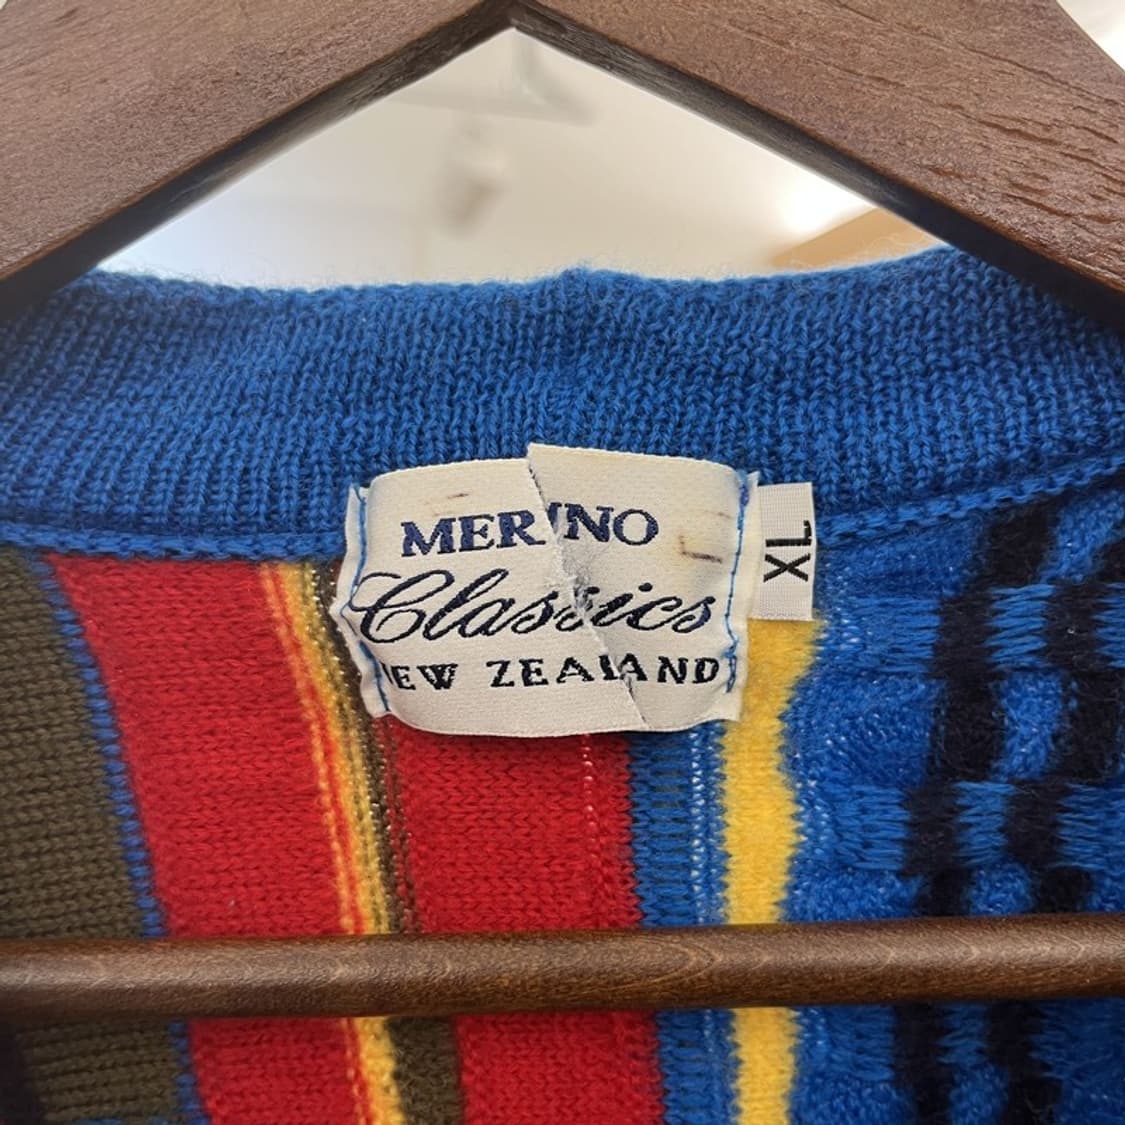 MERINO
Classics
NEW ZEALAND
XL